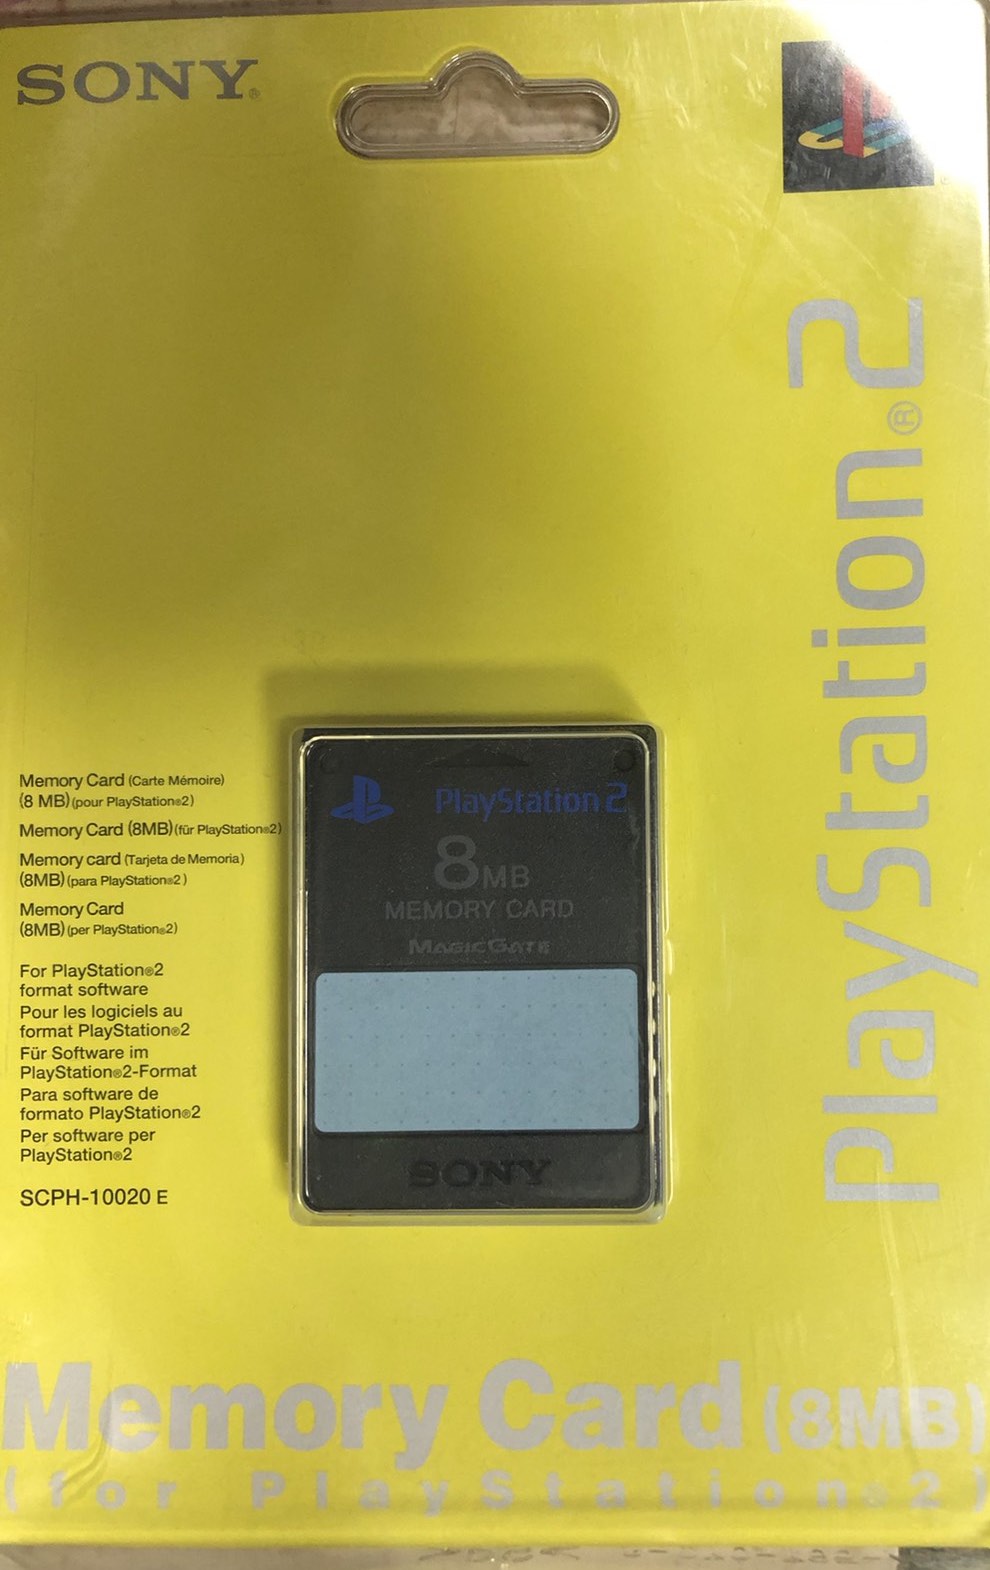 SONY®
PlayStation®2
Memory Card (Carte Mémoire)
(8 MB) (pour PlayStation®2)
Memory Card (8MB) (für PlayStation®2)
Memory card (Tarjeta de Memoria)
(8MB) (para PlayStation®2)
Memory Card
(8MB) (per PlayStation®2)
For PlayStation®2
format software
Pour les logiciels au
format PlayStation®2
Für Software im
PlayStation®2-Format
Para software de
formato PlayStation®2
Per software per
PlayStation®2
SCPH-10020 E
PlayStation 2
8MB
MEMORY CARD
MAGICGATE
SONY
Memory Card (8MB)
(for PlayStation®2)